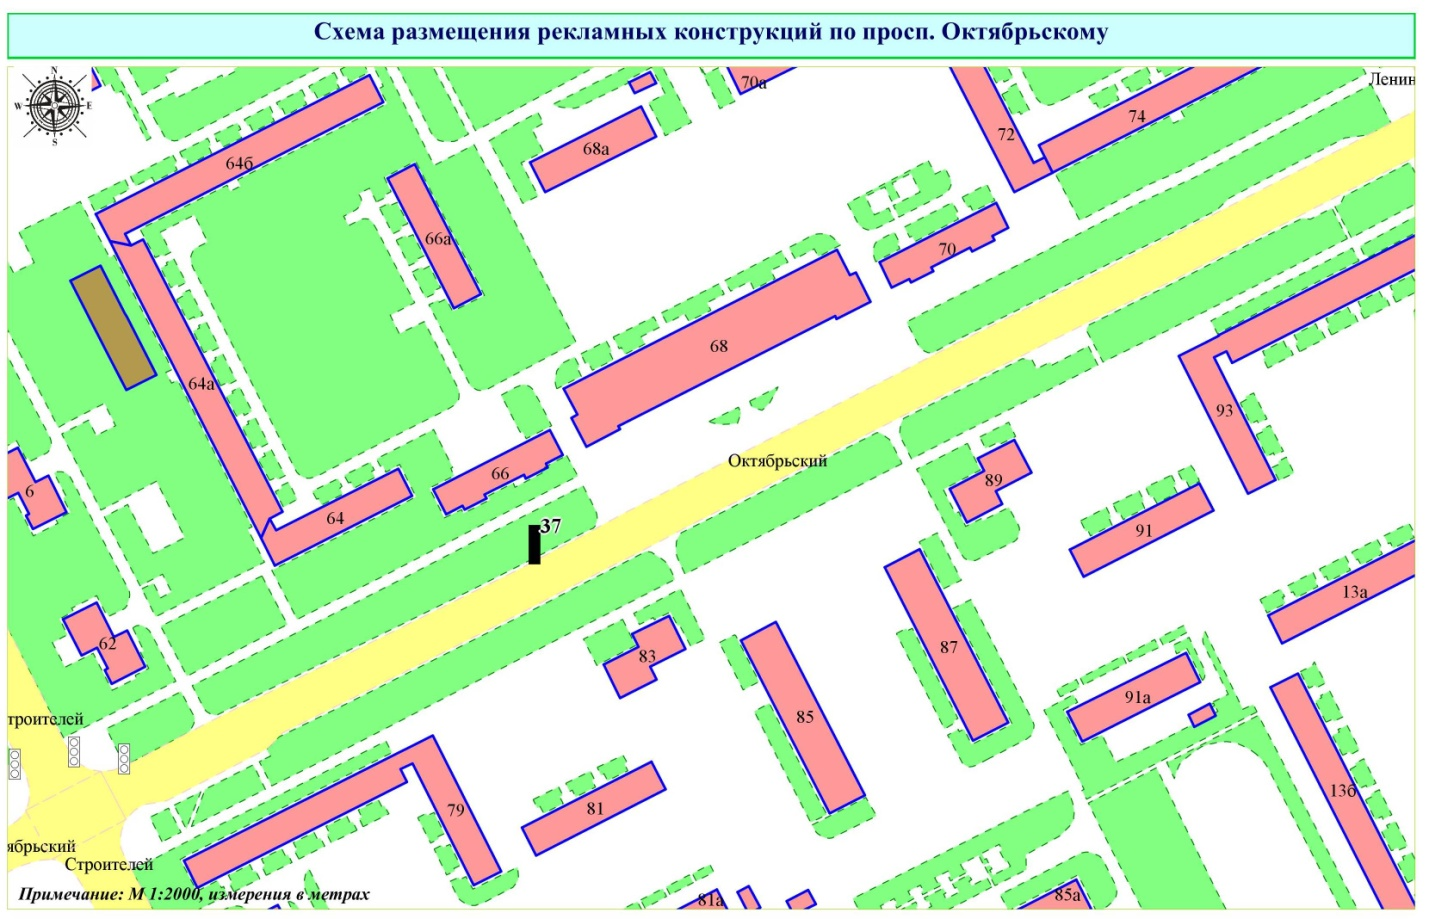 Схема размещения рекламных конструкций по просп. Октябрьскому
N
W
E
S
70а
Ленин
74
72
68а
64б
66а
70
68
64а
93
Октябрьский
66
89
6
64
37
91
13а
62
83
87
91а
85
троителей
13б
79
81
ябрьский
Строителей
Примечание: М 1:2000, измерения в метрах
81а
85а